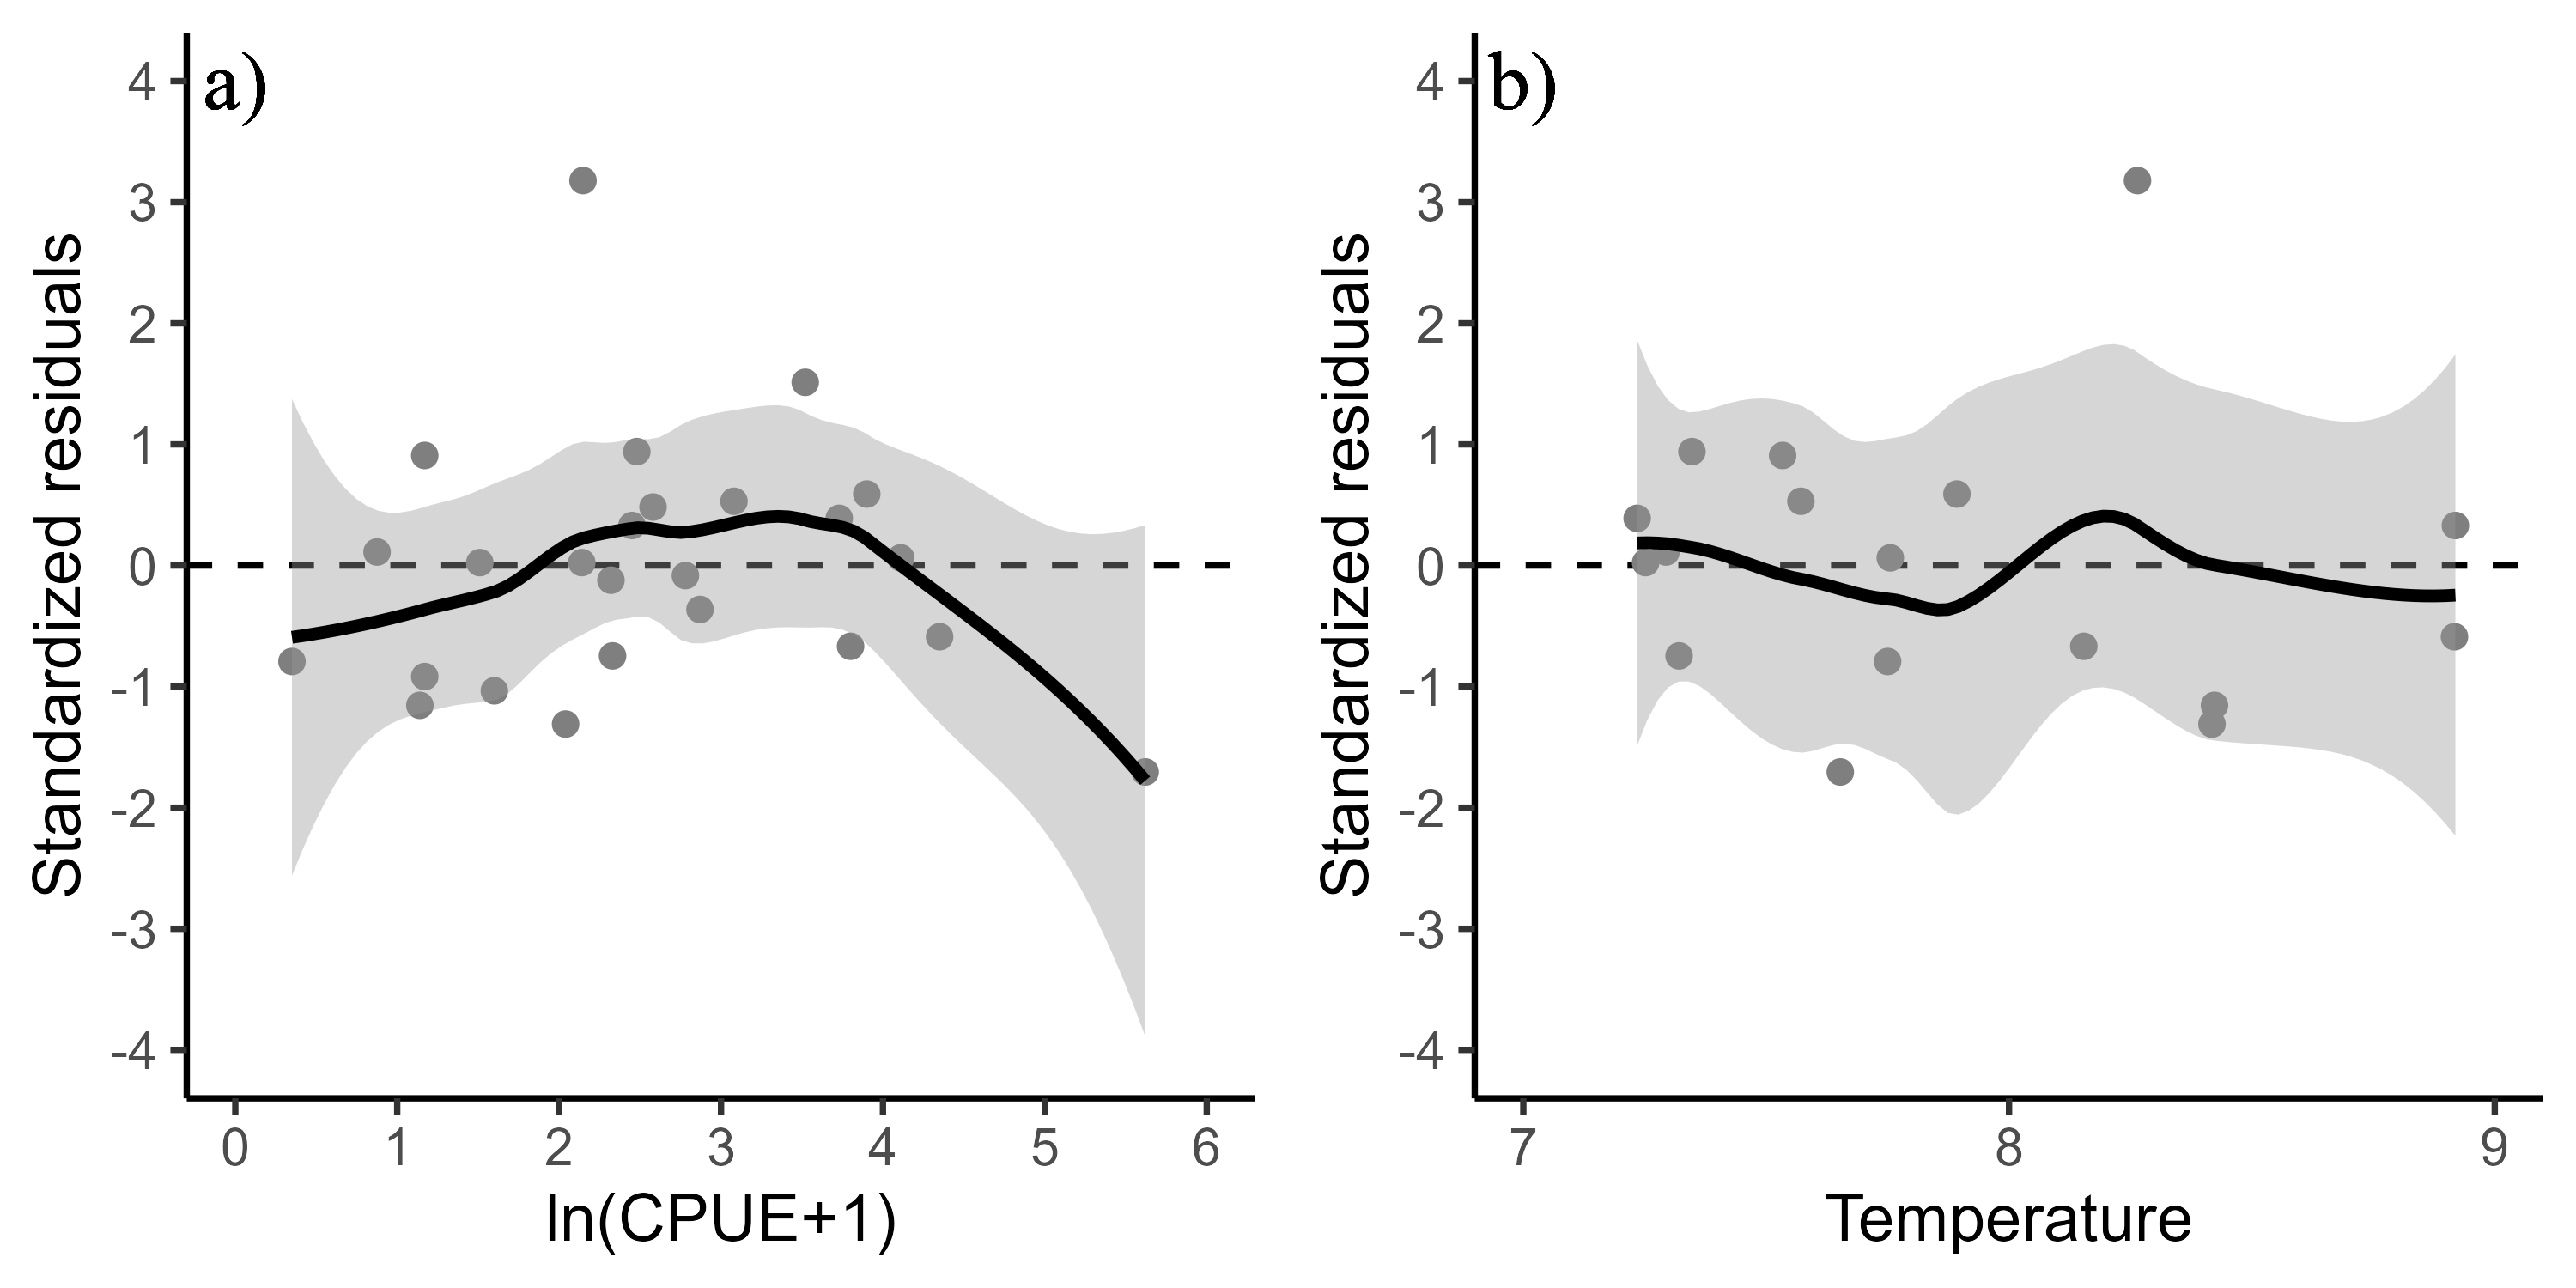 a)
Standardized residuals
4
3
2
1
0
-1
-2
-3
-4
0 1 2 3 4 5 6
ln(CPUE+1)
b)
Standardized residuals
4
3
2
1
0
-1
-2
-3
-4
7 8 9
Temperature